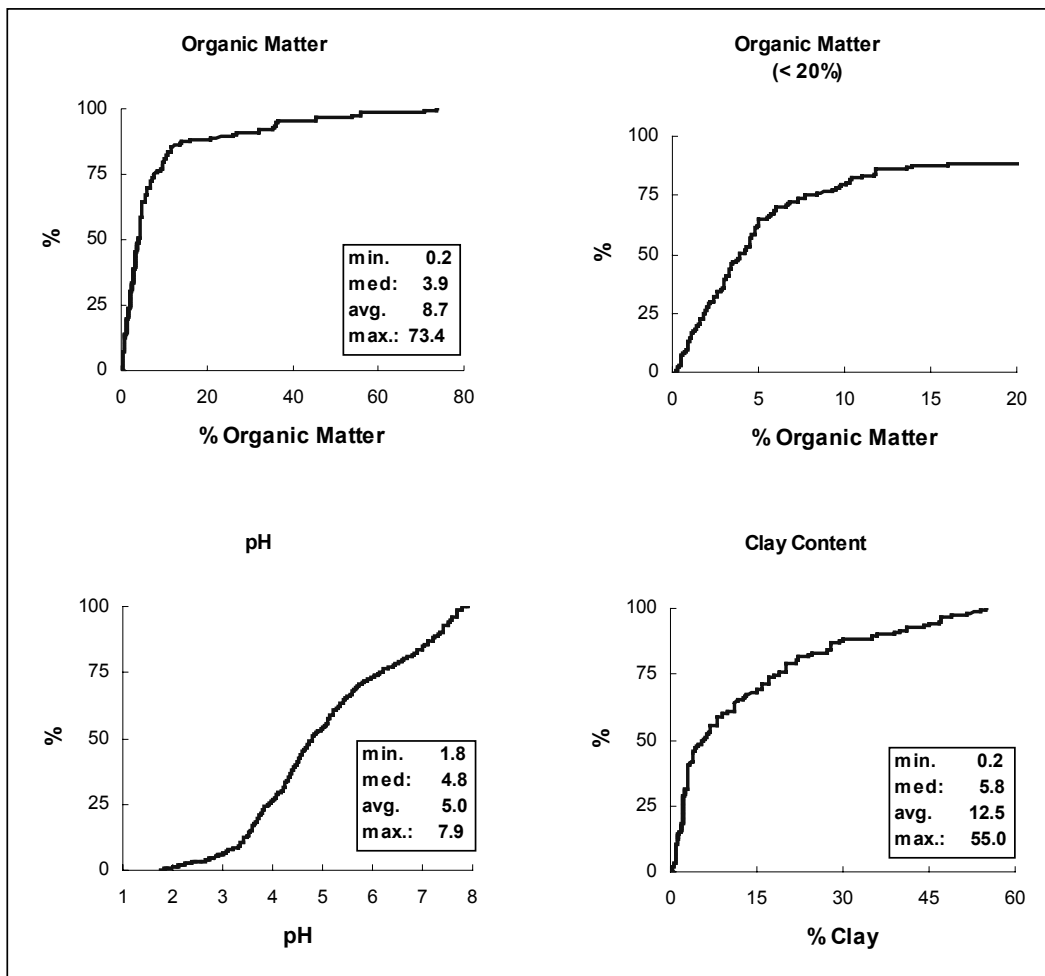 Organic Matter
100
75
50
25
0
%
min. 0.2
med: 3.9
avg. 8.7
max.: 73.4
0 20 40 60 80
% Organic Matter
Organic Matter
(< 20%)
100
75
50
25
0
%
0 5 10 15 20
% Organic Matter
pH
100
75
50
25
0
%
min. 1.8
med: 4.8
avg. 5.0
max.: 7.9
1 2 3 4 5 6 7 8
pH
Clay Content
100
75
50
25
0
%
min. 0.2
med: 5.8
avg. 12.5
max.: 55.0
0 15 30 45 60
% Clay